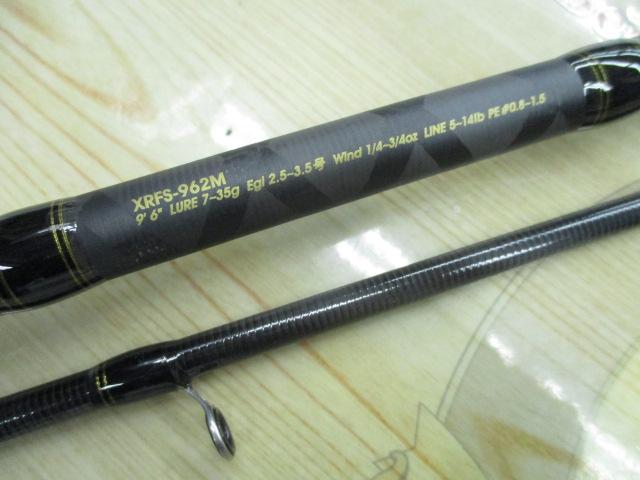 XRFS-962M
9' 6" LURE 7-35g Egi 2.5-3.5号 Wind 1/4-3/4oz LINE 5-14lb PE#0.8-1.5